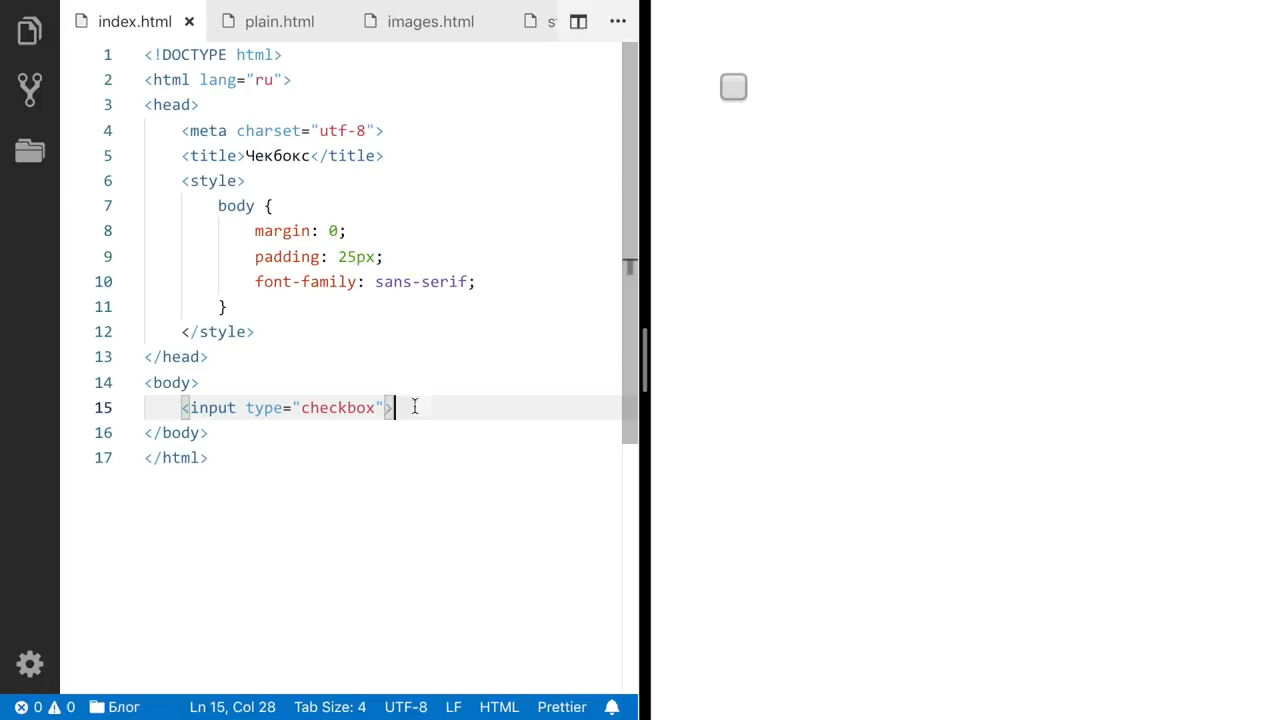 index.html × plain.html images.html s
1 <!DOCTYPE html>
2 <html lang="ru">
3 <head>
4 <meta charset="utf-8">
5 <title>Чекбокс</title>
6 <style>
7 body {
8 margin: 0;
9 padding: 25px;
10 font-family: sans-serif;
11 }
12 </style>
13 </head>
14 <body>
15 <input type="checkbox">
16 </body>
17 </html>
0 0 Блог Ln 15, Col 28 Tab Size: 4 UTF-8 LF HTML Prettier